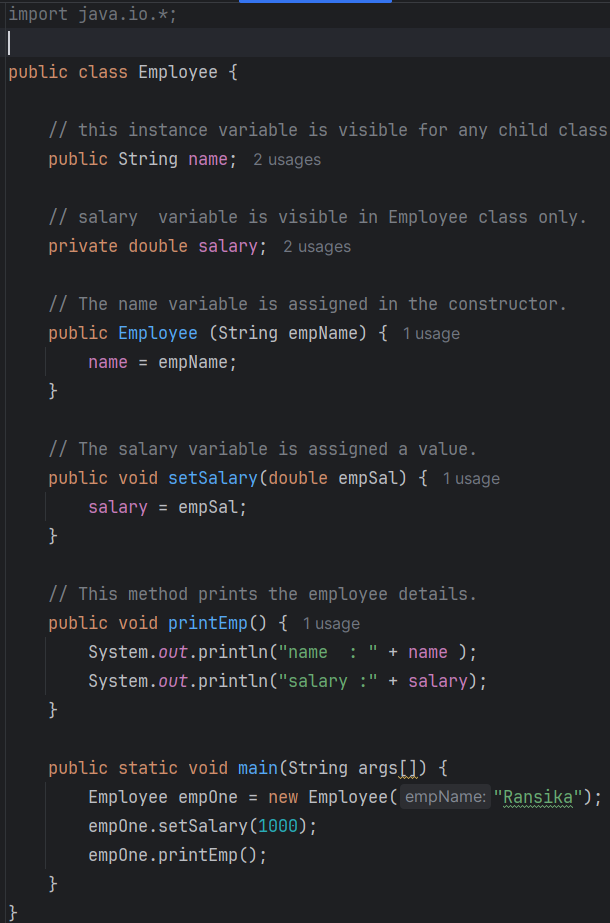 import java.io.*;
public class Employee {
// this instance variable is visible for any child class
public String name; 2 usages
// salary  variable is visible in Employee class only.
private double salary; 2 usages
// The name variable is assigned in the constructor.
public Employee (String empName) { 1 usage
name = empName;
}
// The salary variable is assigned a value.
public void setSalary(double empSal) { 1 usage
salary = empSal;
}
// This method prints the employee details.
public void printEmp() { 1 usage
System.out.println("name  : " + name );
System.out.println("salary :" + salary);
}
public static void main(String args[]) {
Employee empOne = new Employee( empName: "Ransika");
empOne.setSalary(1000);
empOne.printEmp();
}
}